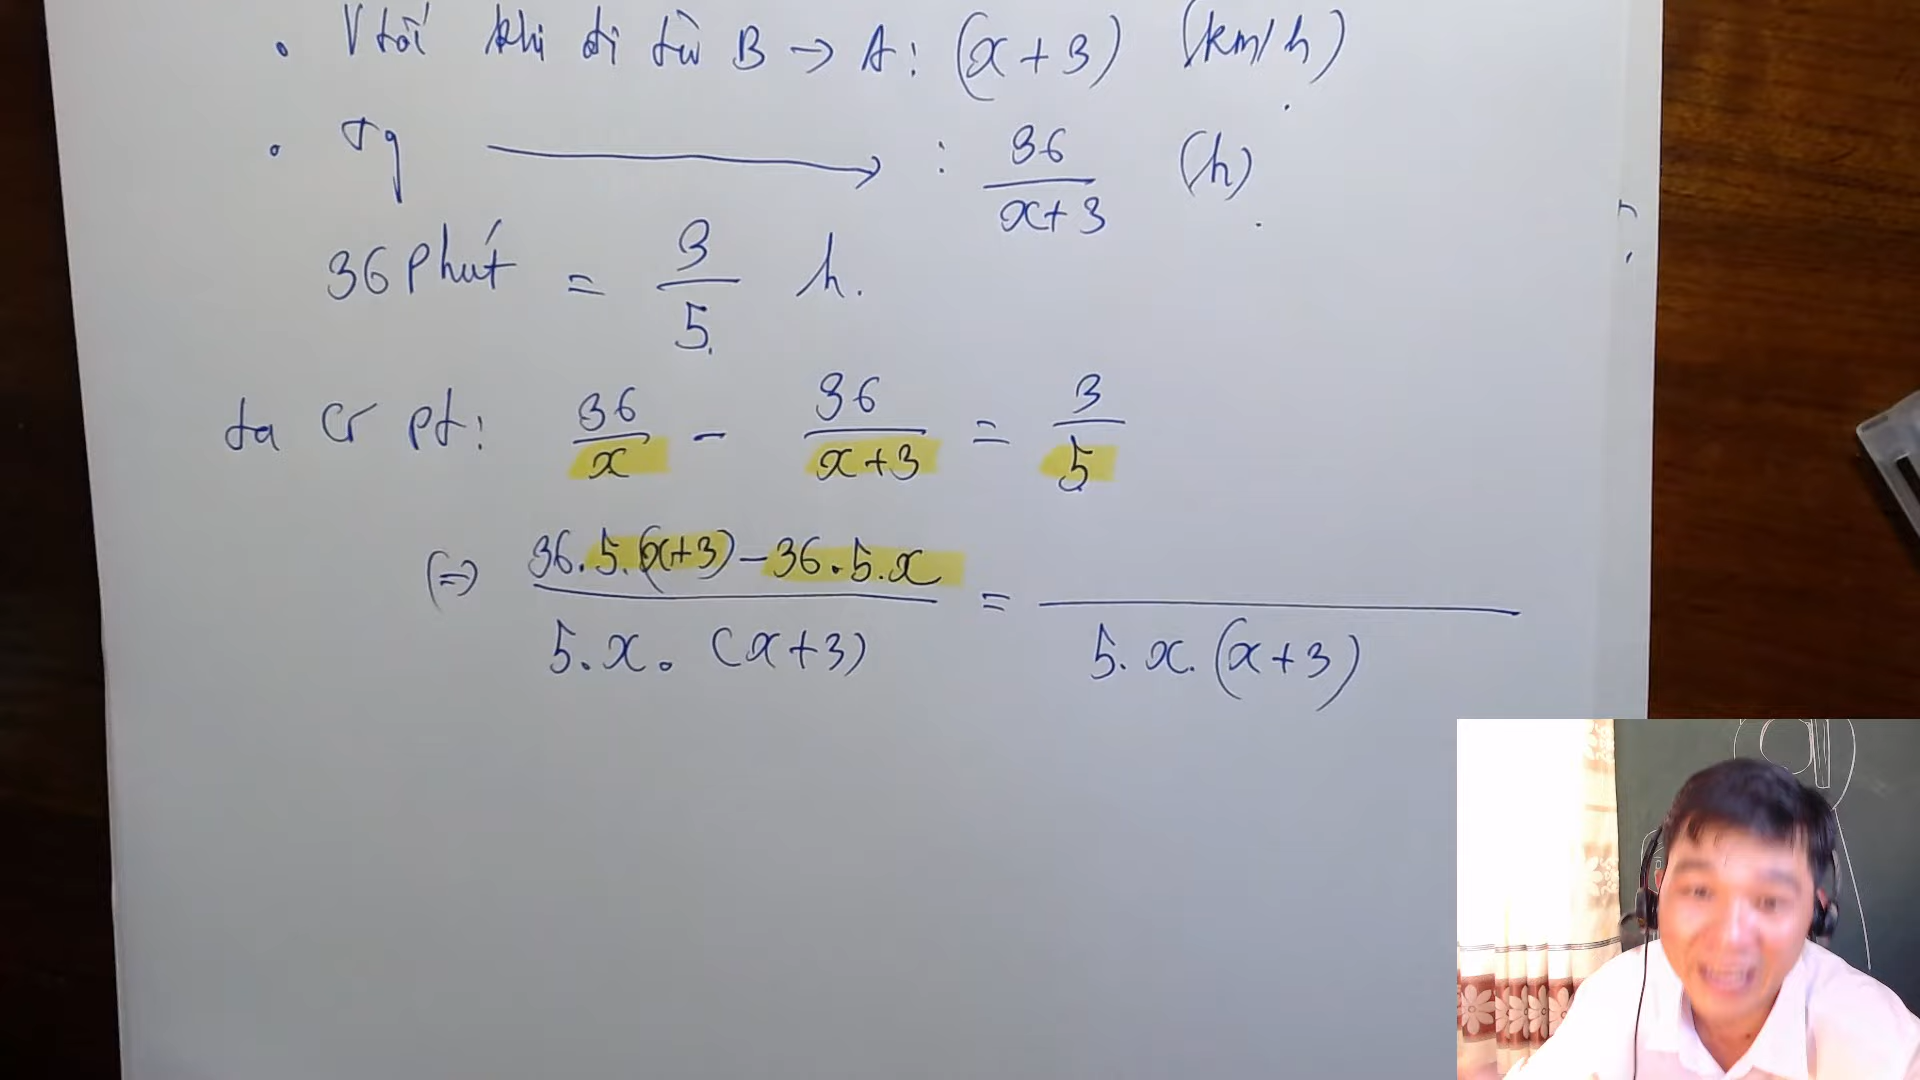 • Vtốc khi đi từ B → A: (x+3) (km/h)
• Tg → : 36/(x+3) (h).
36 Phút = 3/5 h.
ta có pt: 36/x - 36/(x+3) = 3/5
(=> (36.5.(x+3) - 36.5.x)/(5.x.(x+3)) = /(5.x.(x+3))